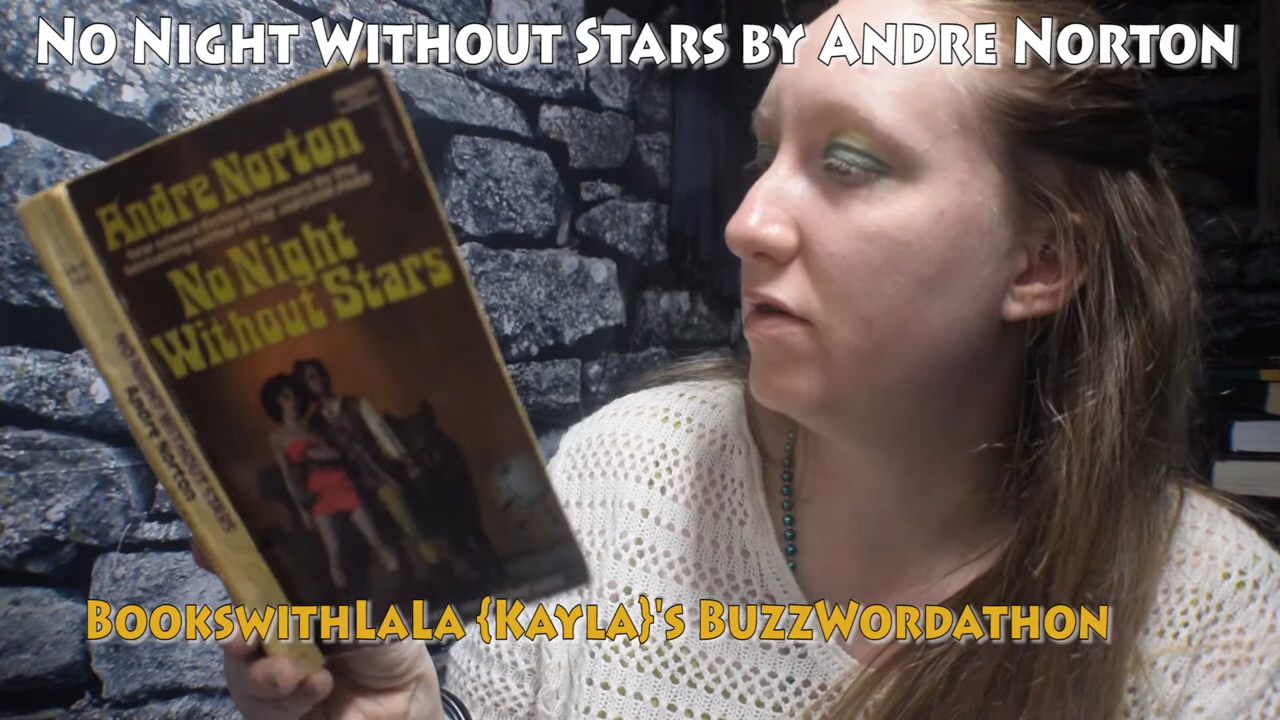 No Night Without Stars by Andre Norton
Andre Norton
No Night
Without Stars
NO NIGHT WITHOUT STARS
Andre Norton
BookswithLaLa {Kayla}'s BuzzWordathon